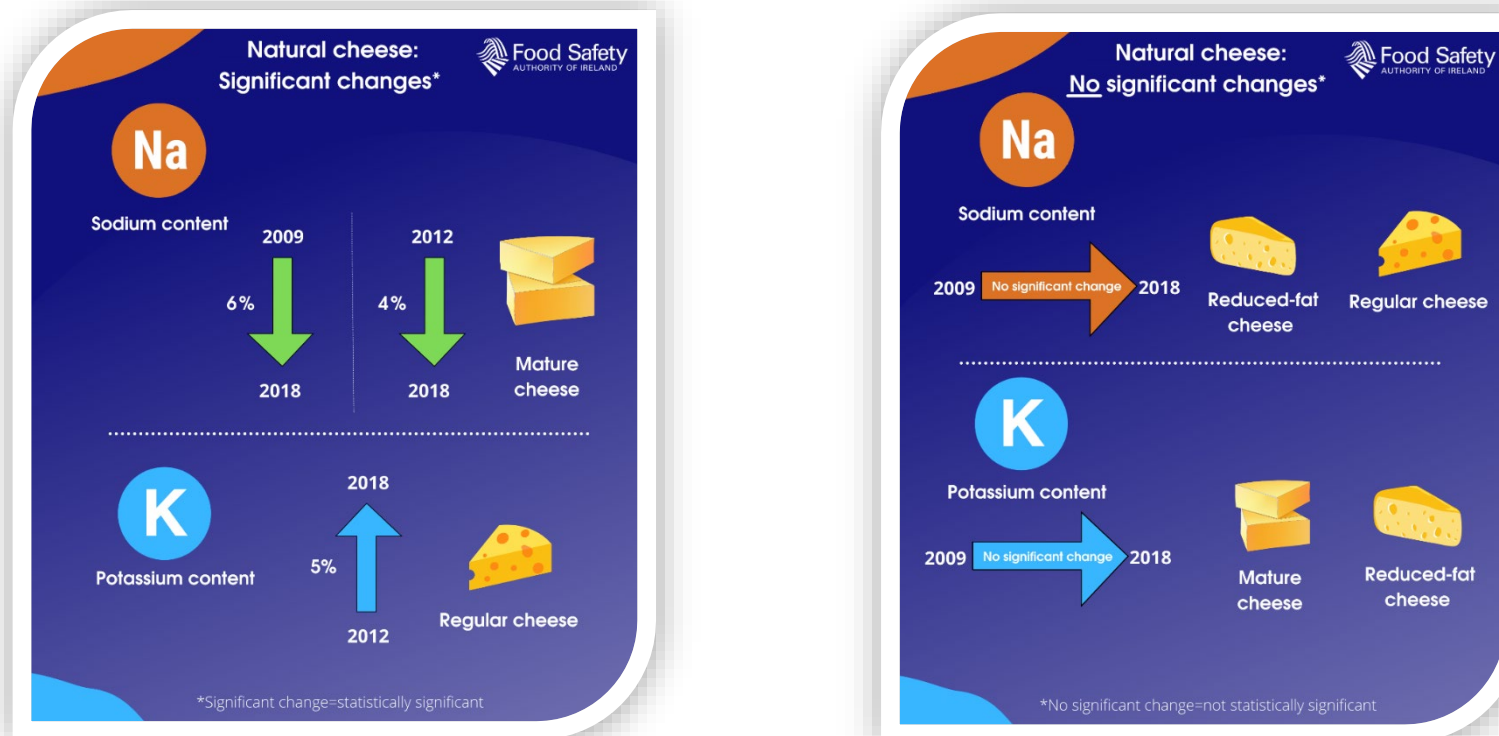 Natural cheese:
Significant changes*
Food Safety
AUTHORITY OF IRELAND
Na
Sodium content
2009
2012
6%
4%
2018
2018
Mature
cheese
K
Potassium content
2018
5%
2012
Regular cheese
*Significant change=statistically significant
Natural cheese:
No significant changes*
Food Safety
AUTHORITY OF IRELAND
Na
Sodium content
2009
No significant change
2018
Reduced-fat
cheese
Regular cheese
K
Potassium content
2009
No significant change
2018
Mature
cheese
Reduced-fat
cheese
*No significant change=not statistically significant